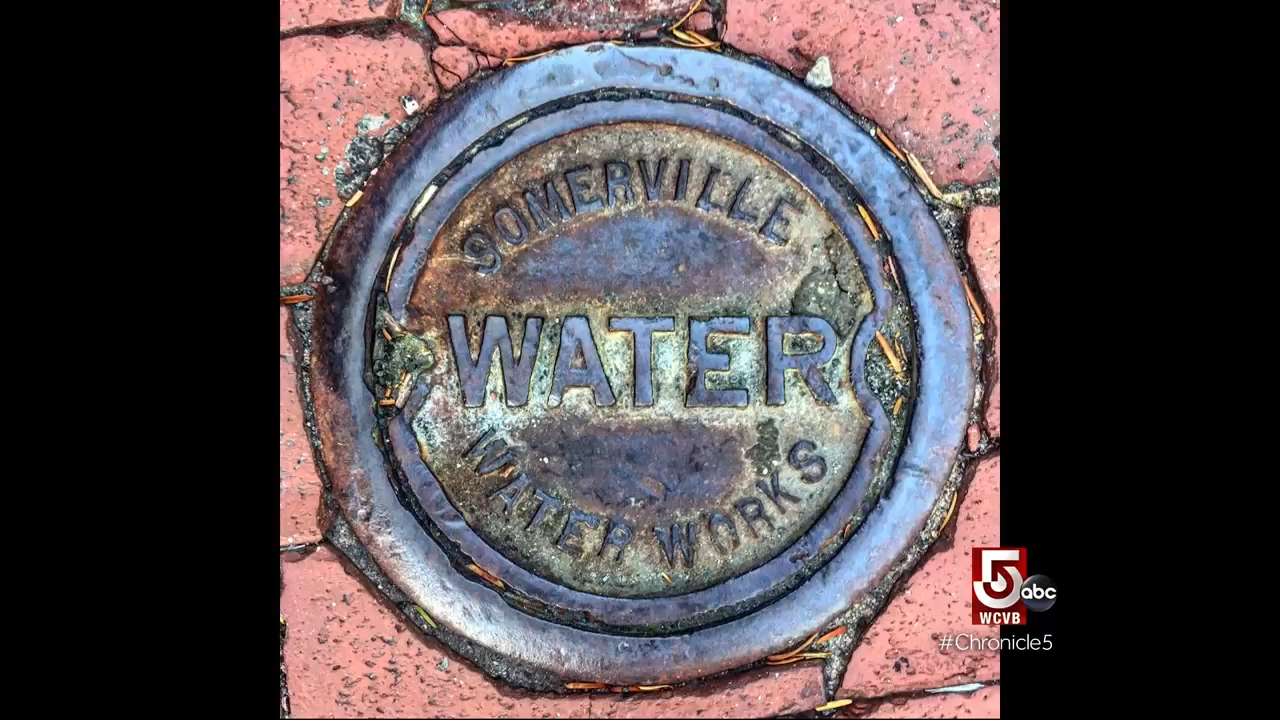 SOMERVILLE
WATER
WATER WORKS
5
abc
WCVB
#Chronicle5